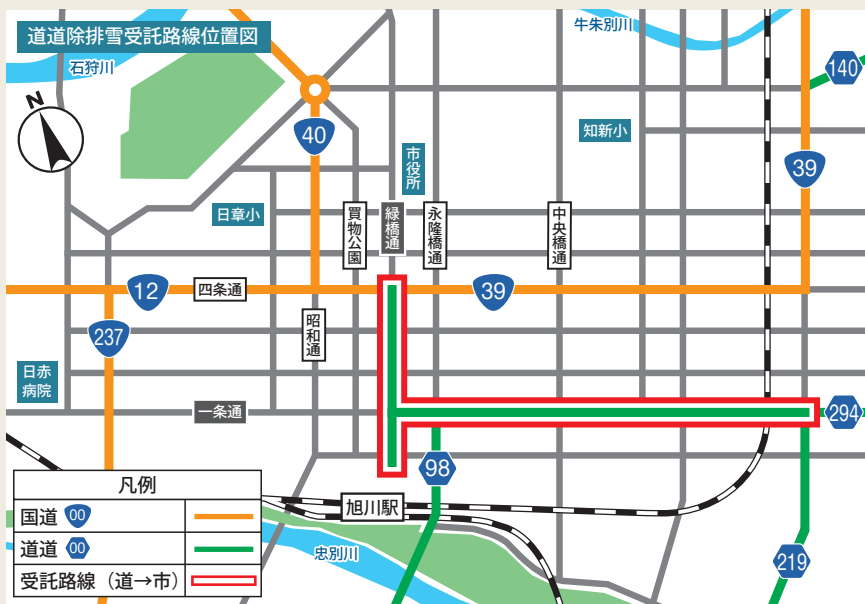 道道除排雪受託路線位置図
石狩川
牛朱別川
N
140
40
知新小
39
市役所
日章小
買物公園
緑橋通
永隆橋通
中央橋通
12
四条通
39
237
昭和通
日赤
病院
一条通
294
98
凡例
国道 00
道道 00
受託路線（道→市）
旭川駅
忠別川
219